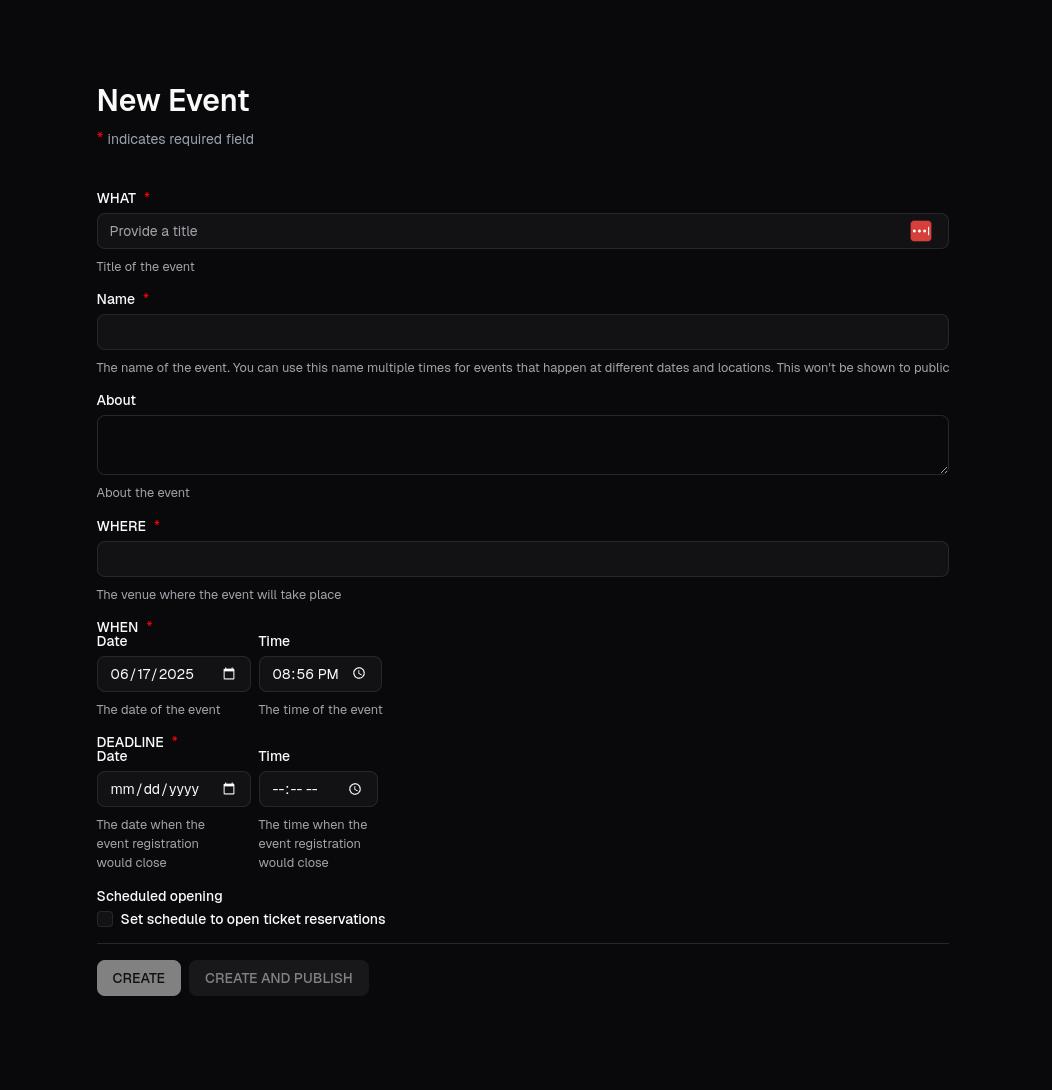 New Event
* indicates required field
WHAT *
Provide a title
Title of the event
Name *
The name of the event. You can use this name multiple times for events that happen at different dates and locations. This won't be shown to public
About
About the event
WHERE *
The venue where the event will take place
WHEN *
Date Time
06/17/2025 08:56 PM
The date of the event The time of the event
DEADLINE *
Date Time
mm/dd/yyyy --:-- --
The date when the The time when the
event registration event registration
would close would close
Scheduled opening
Set schedule to open ticket reservations
CREATE CREATE AND PUBLISH